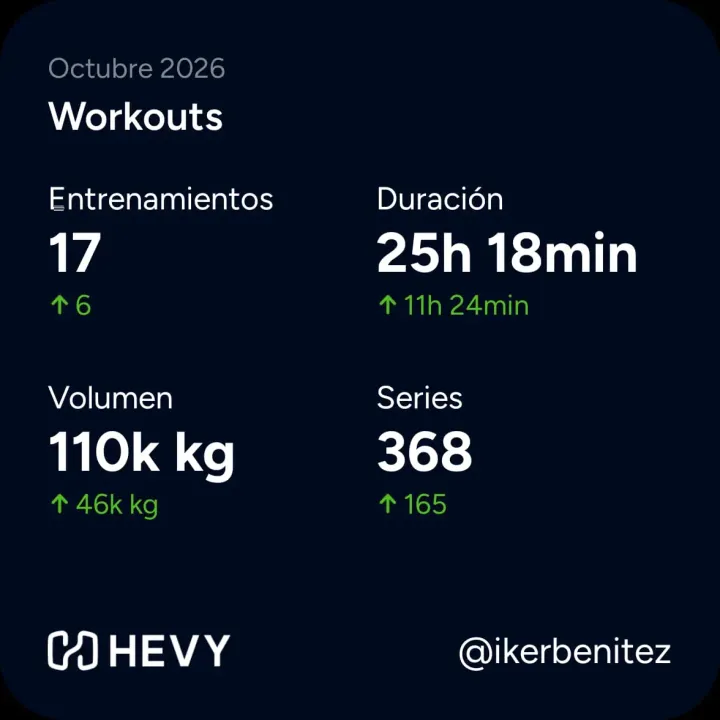 Octubre 2026
Workouts
Entrenamientos
17
↑ 6
Duración
25h 18min
↑ 11h 24min
Volumen
110k kg
↑ 46k kg
Series
368
↑ 165
HEVY
@ikerbenitez